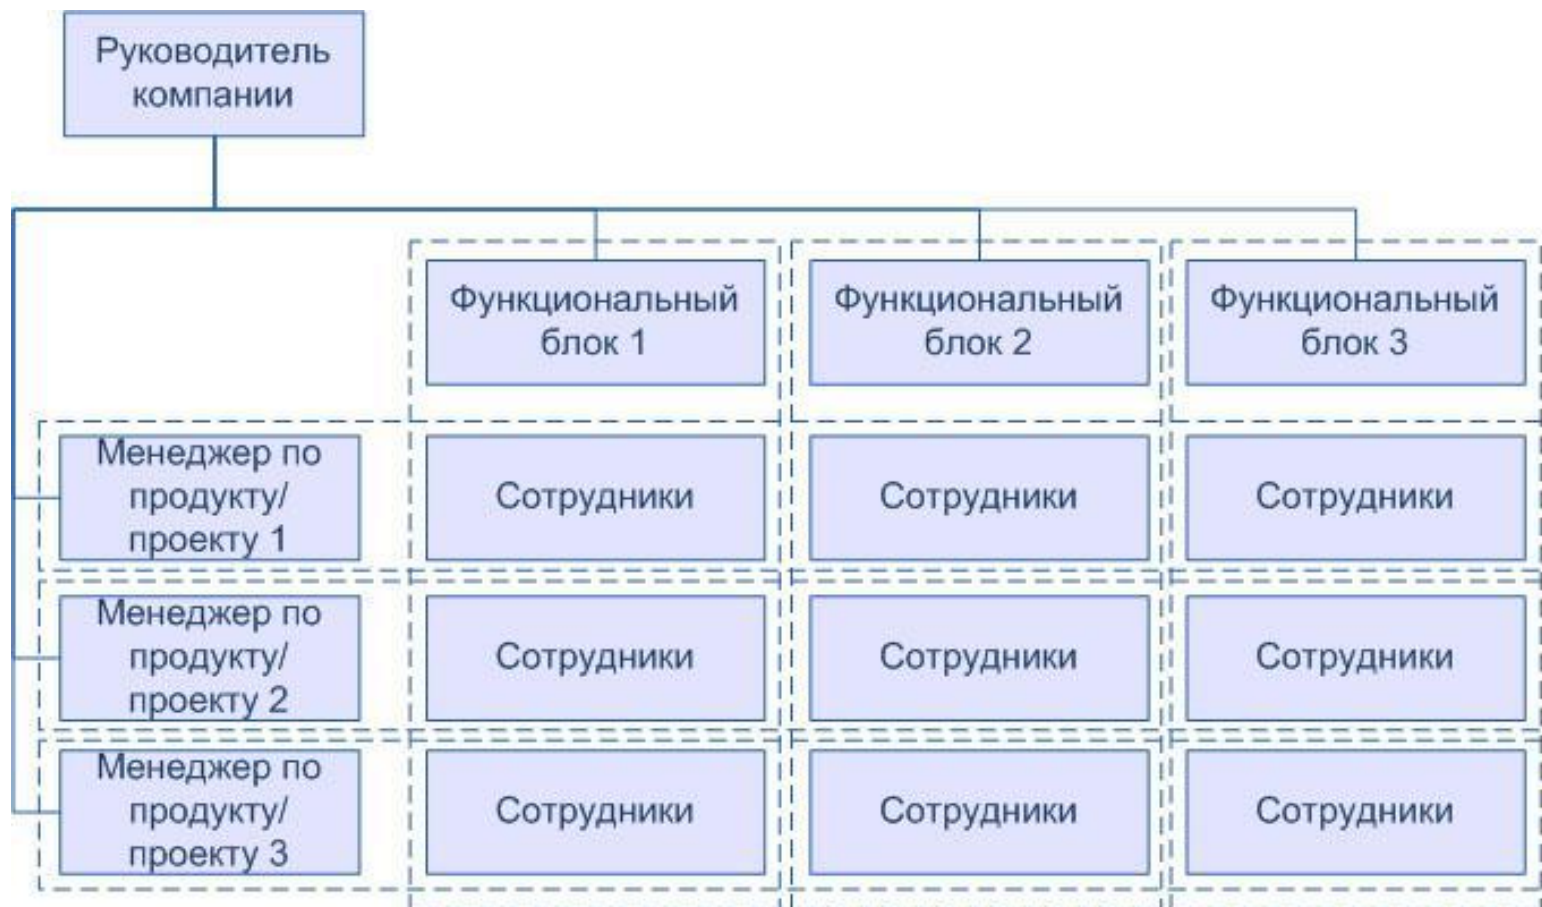 Руководитель
компании
Функциональный
блок 1
Функциональный
блок 2
Функциональный
блок 3
Менеджер по
продукту/
проекту 1
Сотрудники
Сотрудники
Сотрудники
Менеджер по
продукту/
проекту 2
Сотрудники
Сотрудники
Сотрудники
Менеджер по
продукту/
проекту 3
Сотрудники
Сотрудники
Сотрудники